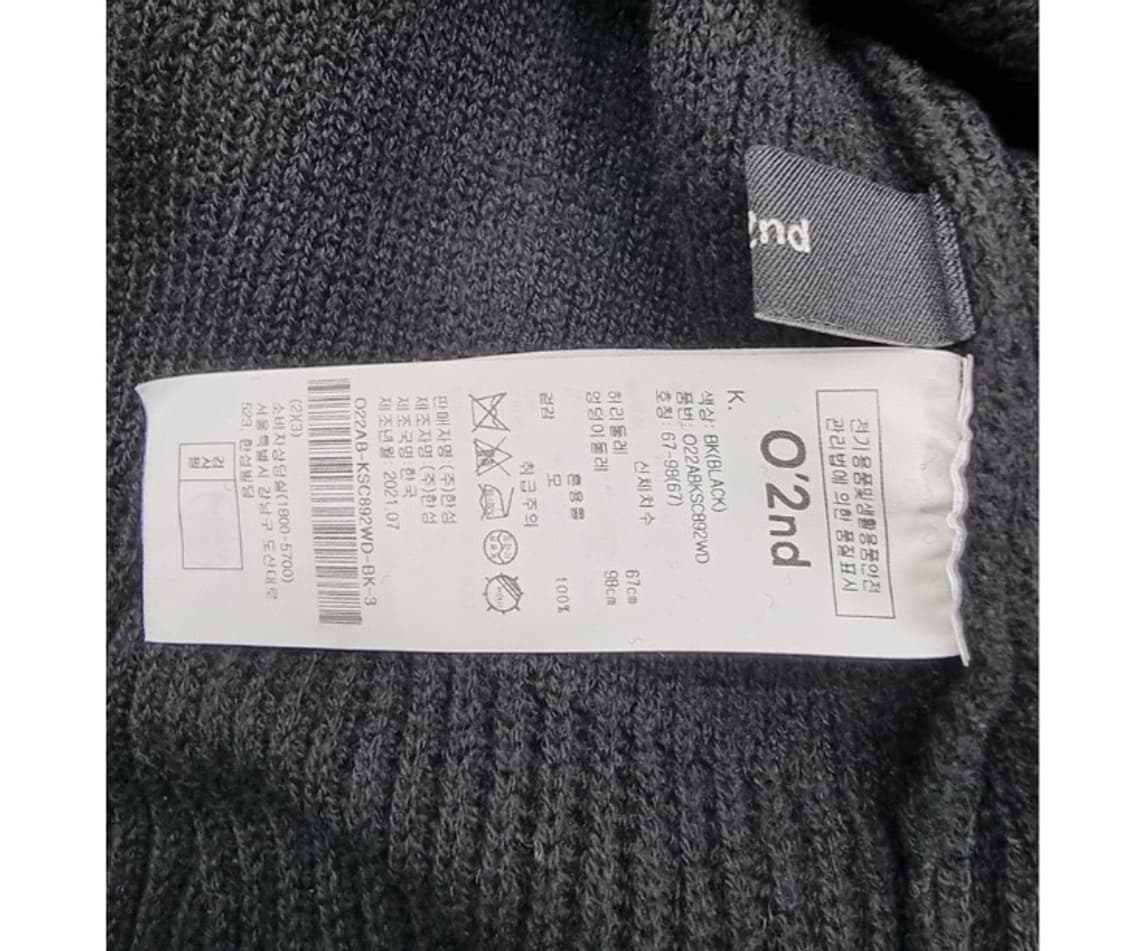 2nd
전기용품및생활용품안전
관리법에 의한 품질 표시
O'2nd
K.
색상: BK(BLACK)
품번: O22ABKSC892WD
호칭: 67-98(67)
신체치수
허리둘레 67cm
엉덩이둘레 98cm
혼용률
겉감 모 100%
취급주의
판매자명 (주)한섬
제조자명 (주)한섬
제조국명 한국
제조년월: 2021.07
O22AB-KSC892WD-BK-3
(2)(3)
소비자상담실(1800-5700)
서울특별시 강남구 도산대로
523, 한섬빌딩
검사필